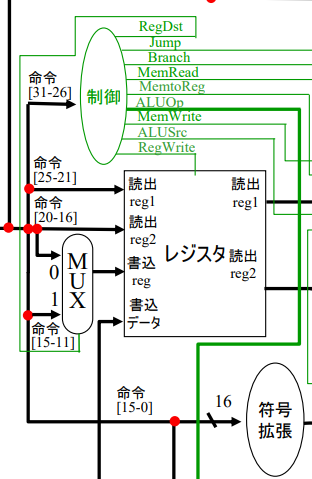 RegDst
Jump
Branch
MemRead
MemtoReg
ALUOp
MemWrite
ALUSrc
RegWrite
制御
命令
[31-26]
命令
[25-21]
命令
[20-16]
0
1
MUX
命令
[15-11]
読出
reg1
読出
reg2
書込
reg
書込
データ
レジスタ
読出
reg1
読出
reg2
命令
[15-0]
16
符号
拡張